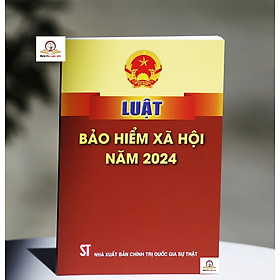 LUẬT
BẢO HIỂM XÃ HỘI
NĂM 2024
ST NHÀ XUẤT BẢN CHÍNH TRỊ QUỐC GIA SỰ THẬT